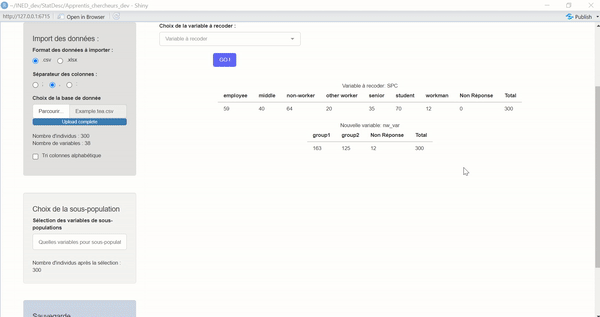 ~/INED_dev/StatDesc/Apprentis_chercheurs_dev - Shiny
http://127.0.0.1:6715
Open in Browser
Publish
Import des données :
Format des données à importer :
.csv
.xlsx
Séparateur des colonnes :
Choix de la base de donnée
Parcourir...
Example.tea.csv
Upload complete
Nombre d'individus : 300
Nombre de variables : 38
Tri colonnes alphabétique
Choix de la sous-population
Sélection des variables de sous-
populations
Quelles variables pour sous-populat
Nombre d'individus après la sélection :
300
Sauvegarde
Choix de la variable à recoder :
Variable à recoder
GO !
Variable à recoder: SPC
employee middle non-worker other worker senior student workman Non Réponse Total
59 40 64 20 35 70 12 0 300
Nouvelle variable: nw_var
group1 group2 Non Réponse Total
163 125 12 300